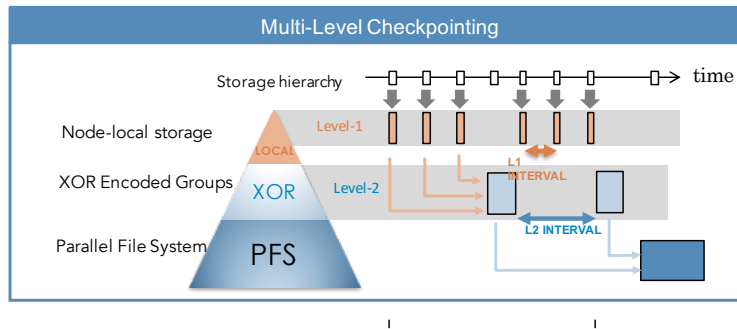 Multi-Level Checkpointing
Storage hierarchy
time
Node-local storage
Level-1
LOCAL
L1
INTERVAL
XOR Encoded Groups
XOR
Level-2
L2 INTERVAL
Parallel File System
PFS